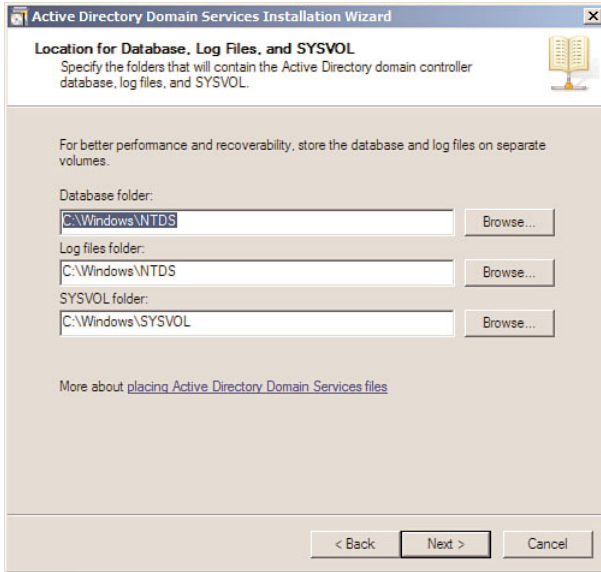 Active Directory Domain Services Installation Wizard
Location for Database, Log Files, and SYSVOL
Specify the folders that will contain the Active Directory domain controller
database, log files, and SYSVOL.
For better performance and recoverability, store the database and log files on separate
volumes.
Database folder:
C:\Windows\NTDS
Browse...
Log files folder:
C:\Windows\NTDS
Browse...
SYSVOL folder:
C:\Windows\SYSVOL
Browse...
More about placing Active Directory Domain Services files
< Back
Next >
Cancel